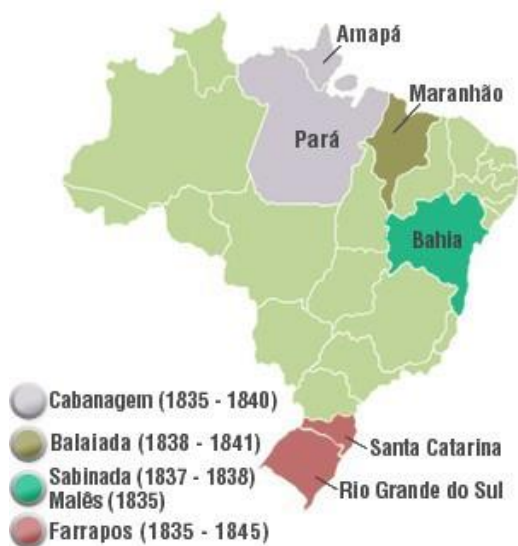 Amapá
Maranhão
Pará
Bahia
Cabanagem (1835 - 1840)
Balaiada (1838 - 1841)
Santa Catarina
Sabinada (1837 - 1838)
Malês (1835)
Rio Grande do Sul
Farrapos (1835 - 1845)